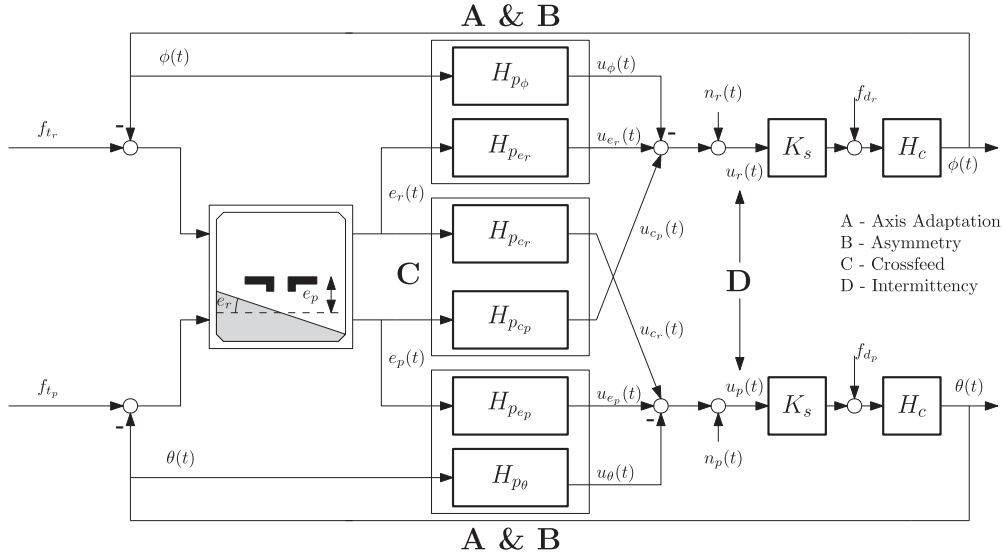 A & B
ϕ(t)
H_{p_ϕ}
u_ϕ(t)
n_r(t)
f_{d_r}
f_{t_r}
-
H_{p_{e_r}}
u_{e_r}(t)
-
K_s
H_c
u_r(t)
ϕ(t)
e_r(t)
H_{p_{c_r}}
u_{c_p}(t)
A - Axis Adaptation
B - Asymmetry
C - Crossfeed
D - Intermittency
C
D
e_r
e_p
H_{p_{c_p}}
u_{c_r}(t)
e_p(t)
f_{d_p}
f_{t_p}
-
H_{p_{e_p}}
u_{e_p}(t)
-
u_p(t)
K_s
H_c
θ(t)
θ(t)
H_{p_θ}
u_θ(t)
n_p(t)
A & B